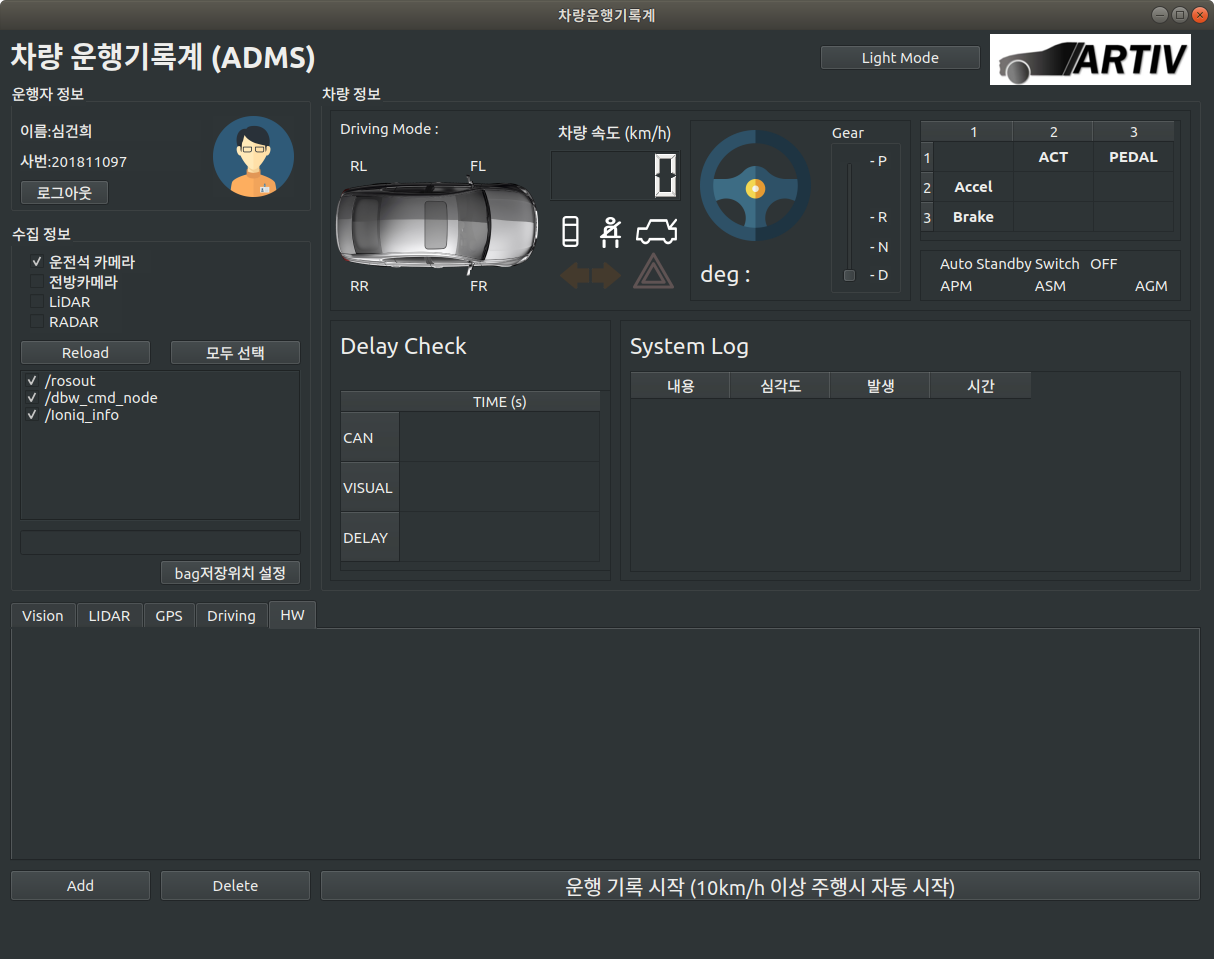 차량운행기록계
차량 운행기록계 (ADMS)
Light Mode
ARTIV
운행자 정보
이름:심건희
사번:201811097
로그아웃
수집 정보
운전석 카메라
전방카메라
LiDAR
RADAR
Reload
모두 선택
/rosout
/dbw_cmd_node
/Ioniq_info
bag저장위치 설정
차량 정보
Driving Mode :
RL
FL
RR
FR
차량 속도 (km/h)
0
deg :
Gear
- P
- R
- N
- D
1 2 3
1 ACT PEDAL
2 Accel
3 Brake
Auto Standby Switch OFF
APM ASM AGM
Delay Check
TIME (s)
CAN
VISUAL
DELAY
System Log
내용 심각도 발생 시간
Vision LIDAR GPS Driving HW
Add
Delete
운행 기록 시작 (10km/h 이상 주행시 자동 시작)